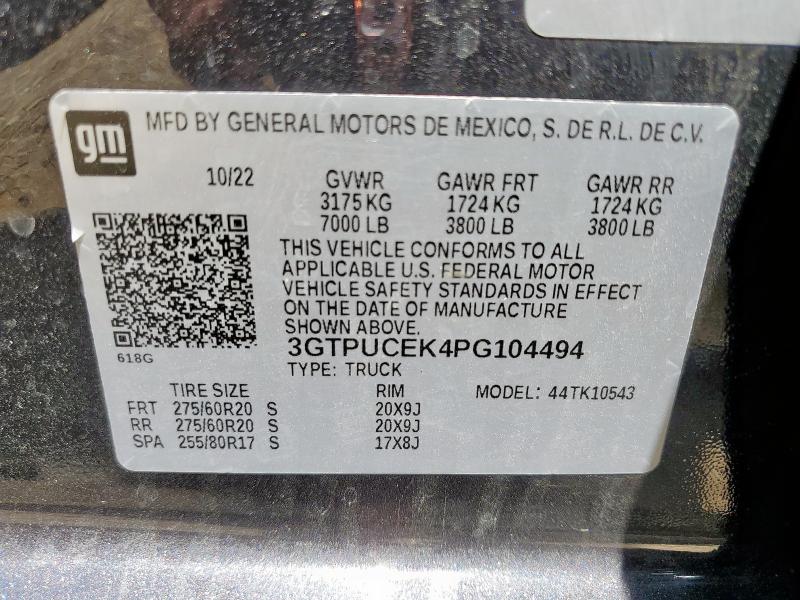 gm
MFD BY GENERAL MOTORS DE MEXICO, S. DE R.L. DE C.V.
10/22 GVWR GAWR FRT GAWR RR
3175 KG 1724 KG 1724 KG
7000 LB 3800 LB 3800 LB
THIS VEHICLE CONFORMS TO ALL
APPLICABLE U.S. FEDERAL MOTOR
VEHICLE SAFETY STANDARDS IN EFFECT
ON THE DATE OF MANUFACTURE
SHOWN ABOVE.
618G
3GTPUCEK4PG104494
TYPE: TRUCK
TIRE SIZE RIM MODEL: 44TK10543
FRT 275/60R20 S 20X9J
RR 275/60R20 S 20X9J
SPA 255/80R17 S 17X8J